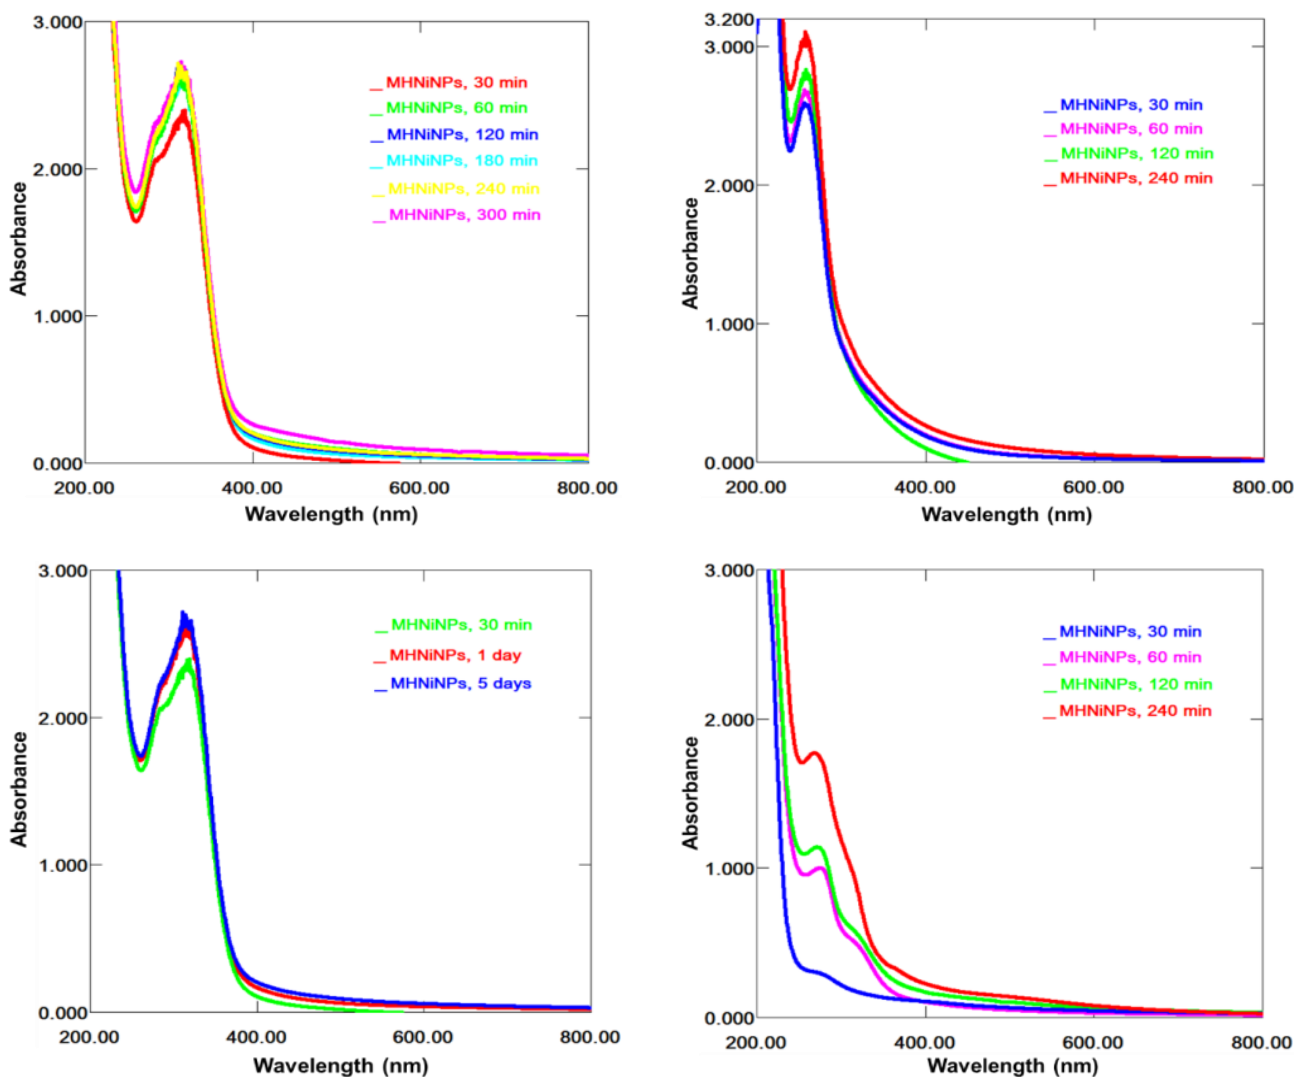 3.000
2.000
1.000
0.000
200.00 400.00 600.00 800.00
Absorbance
Wavelength (nm)
_ MHNiNPs, 30 min
_ MHNiNPs, 60 min
_ MHNiNPs, 120 min
_ MHNiNPs, 180 min
_ MHNiNPs, 240 min
_ MHNiNPs, 300 min
3.200
3.000
2.000
1.000
0.000
200.00 400.00 600.00 800.00
Absorbance
Wavelength (nm)
_ MHNiNPs, 30 min
_ MHNiNPs, 60 min
_ MHNiNPs, 120 min
_ MHNiNPs, 240 min
3.000
2.000
1.000
0.000
200.00 400.00 600.00 800.00
Absorbance
Wavelength (nm)
_ MHNiNPs, 30 min
_ MHNiNPs, 1 day
_ MHNiNPs, 5 days
3.000
2.000
1.000
0.000
200.00 400.00 600.00 800.00
Absorbance
Wavelength (nm)
_ MHNiNPs, 30 min
_ MHNiNPs, 60 min
_ MHNiNPs, 120 min
_ MHNiNPs, 240 min